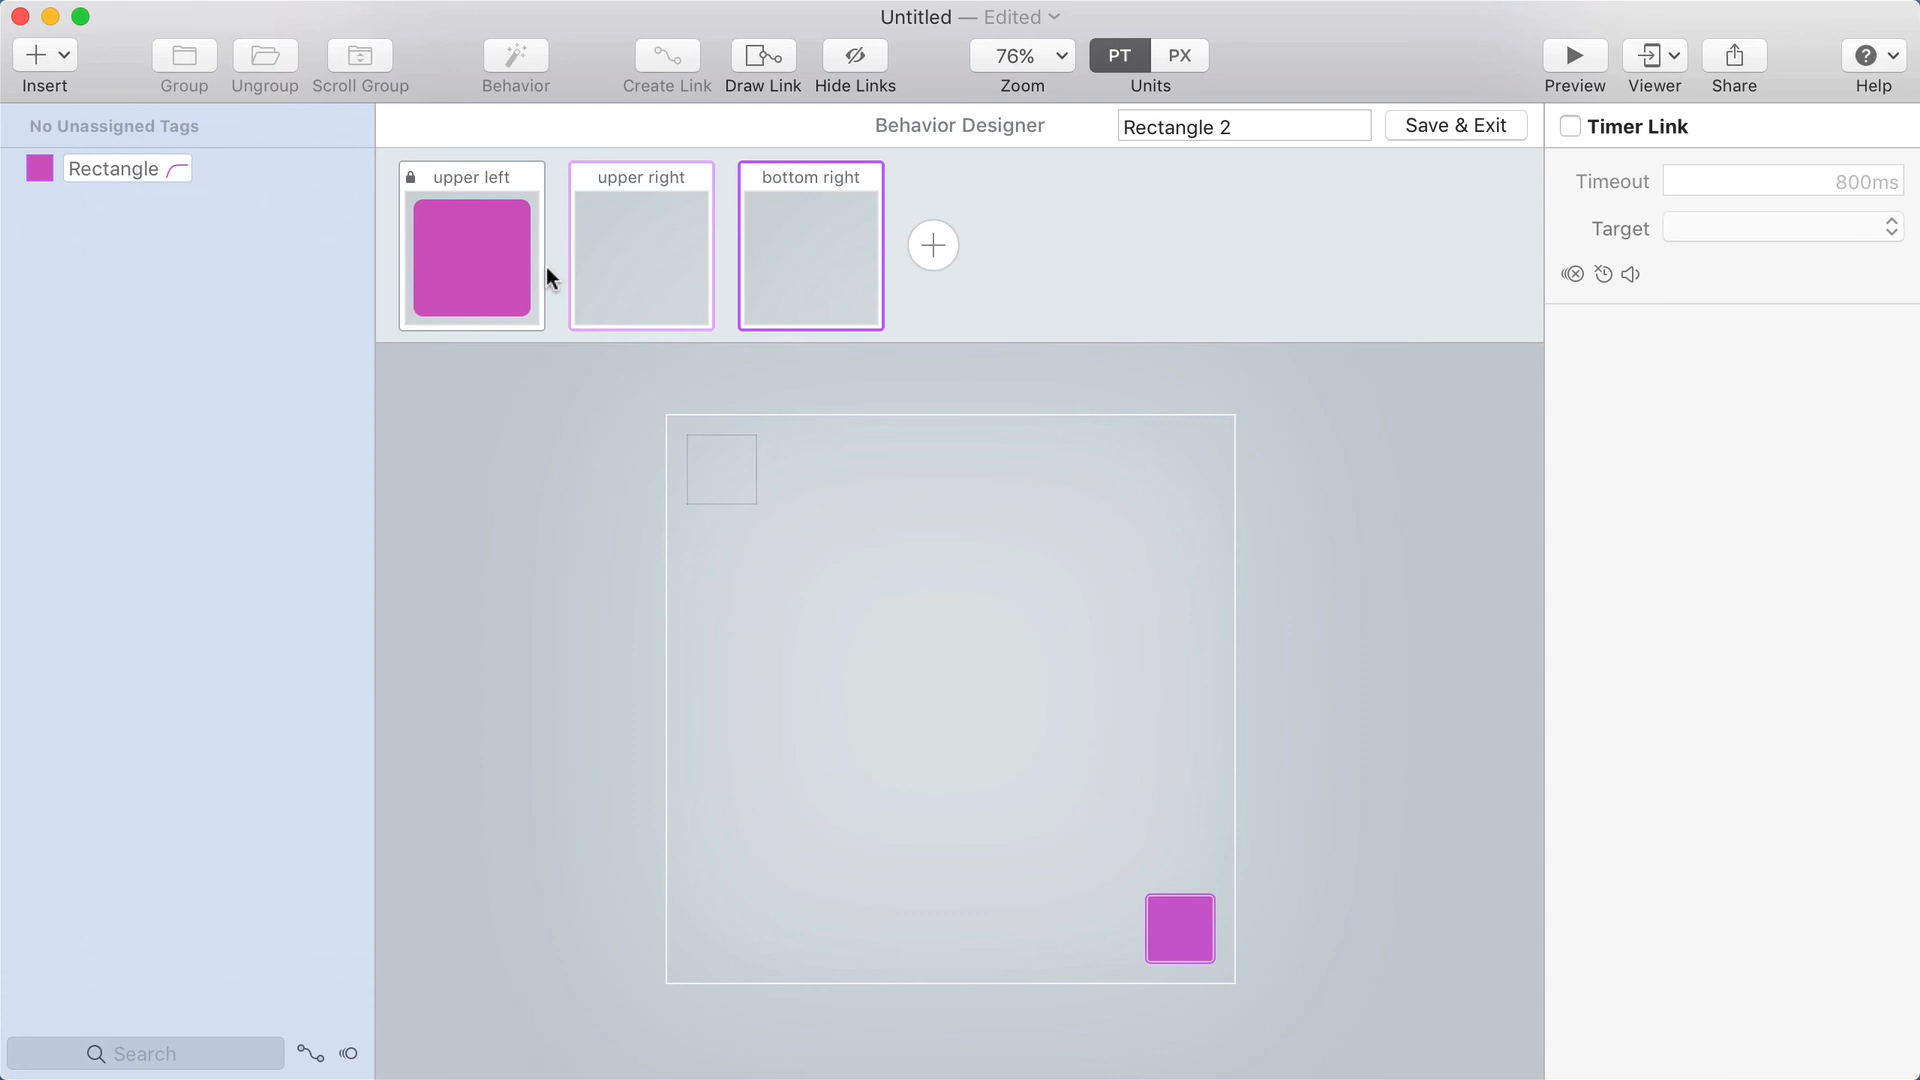 Untitled — Edited
Insert
Group
Ungroup
Scroll Group
Behavior
Create Link
Draw Link
Hide Links
76%
Zoom
PT PX
Units
Preview
Viewer
Share
Help
No Unassigned Tags
Rectangle
Behavior Designer
Rectangle 2
Save & Exit
upper left
upper right
bottom right
Timer Link
Timeout 800ms
Target
Search